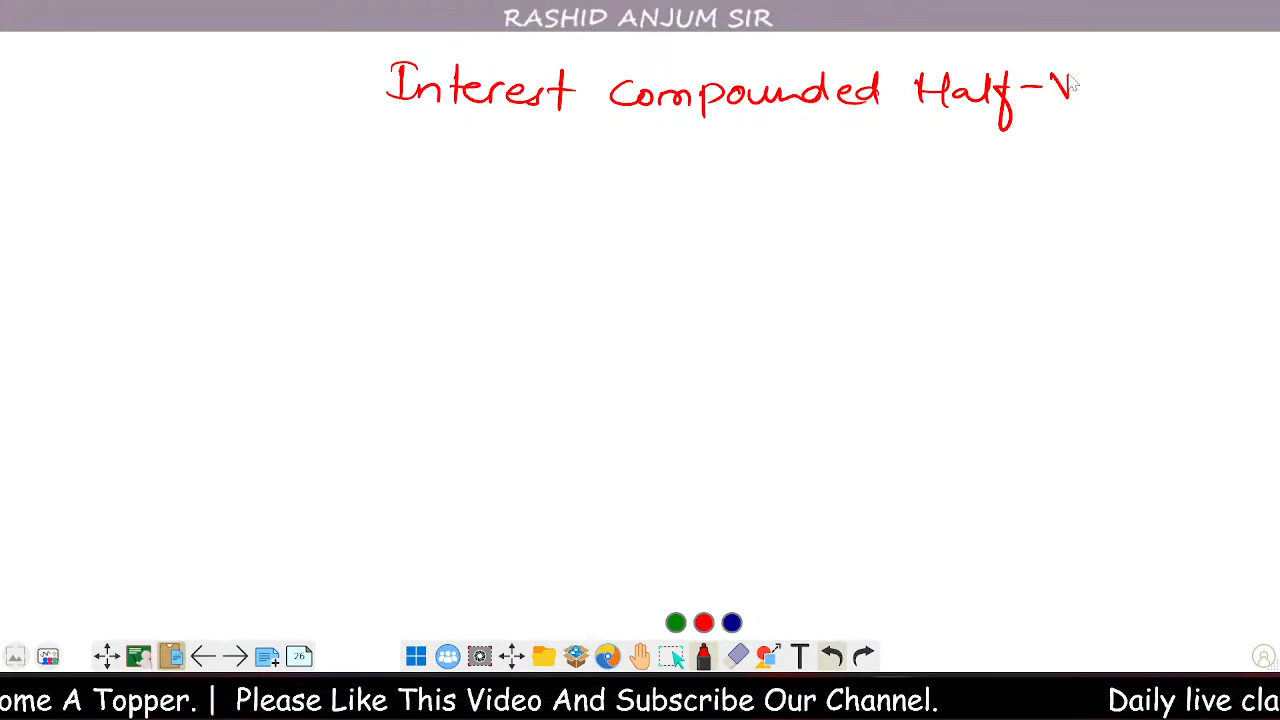 RASHID ANJUM SIR
Interest compounded Half-
26
ome A Topper. | Please Like This Video And Subscribe Our Channel. Daily live cla